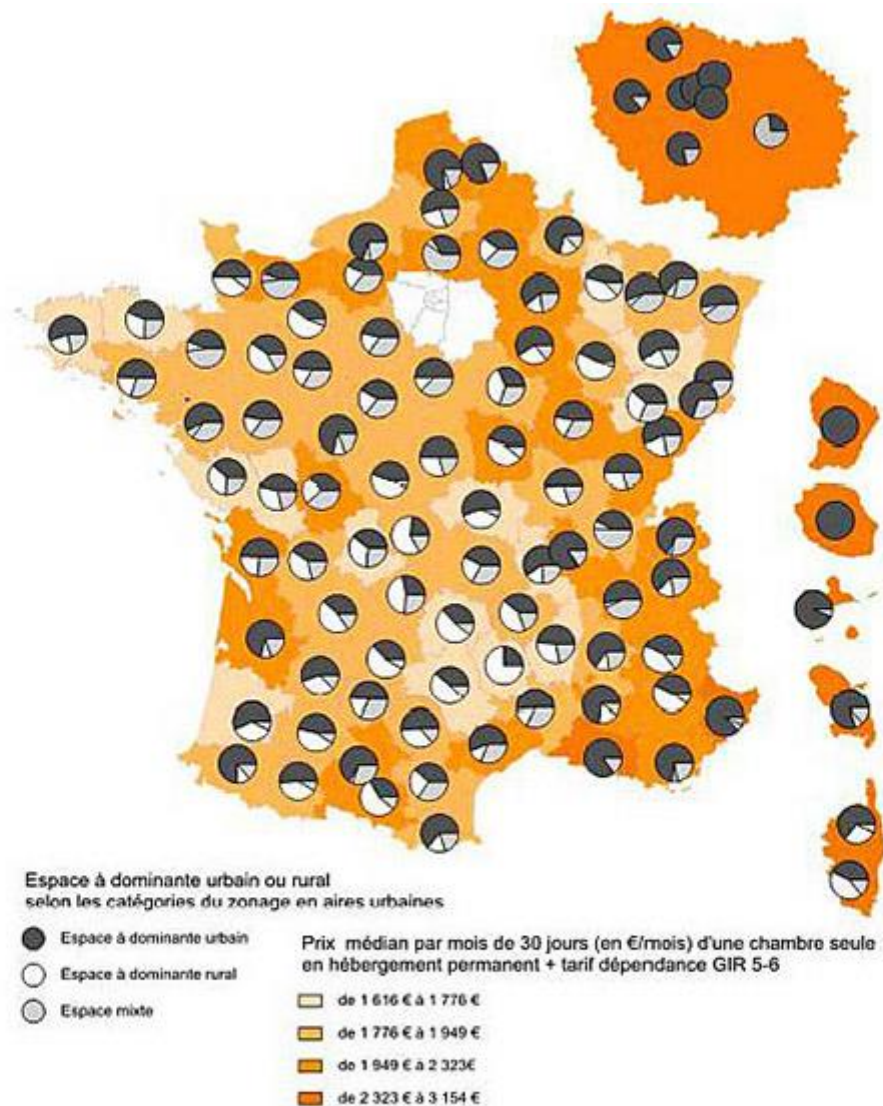 Espace à dominante urbain ou rural
selon les catégories du zonage en aires urbaines
Espace à dominante urbain
Espace à dominante rural
Espace mixte
Prix médian par mois de 30 jours (en €/mois) d'une chambre seule
en hébergement permanent + tarif dépendance GIR 5-6
de 1 616 € à 1 776 €
de 1 776 € à 1 949 €
de 1 949 € à 2 323€
de 2 323 € à 3 154 €